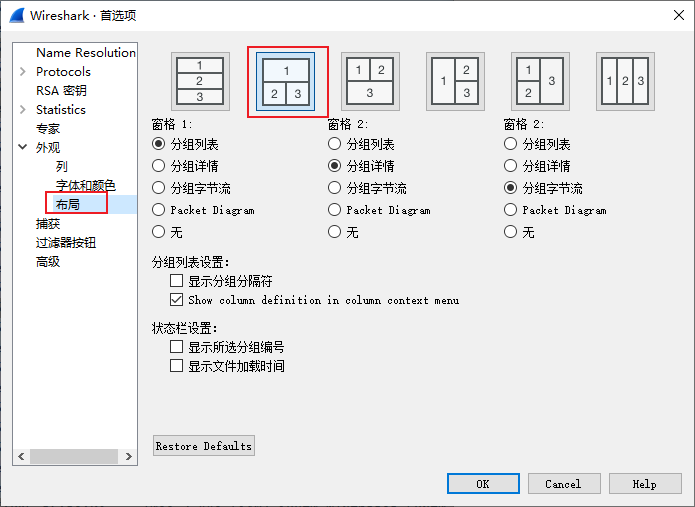 Wireshark · 首选项
Name Resolution
Protocols
RSA 密钥
Statistics
专家
外观
列
字体和颜色
布局
捕获
过滤器按钮
高级
1 2 3
1 2 3
1 2 3
1 2 3
1 2 3
1 2 3
窗格 1:
分组列表
分组详情
分组字节流
Packet Diagram
无
窗格 2:
分组列表
分组详情
分组字节流
Packet Diagram
无
窗格 2:
分组列表
分组详情
分组字节流
Packet Diagram
无
分组列表设置:
显示分组分隔符
Show column definition in column context menu
状态栏设置:
显示所选分组编号
显示文件加载时间
Restore Defaults
OK Cancel Help